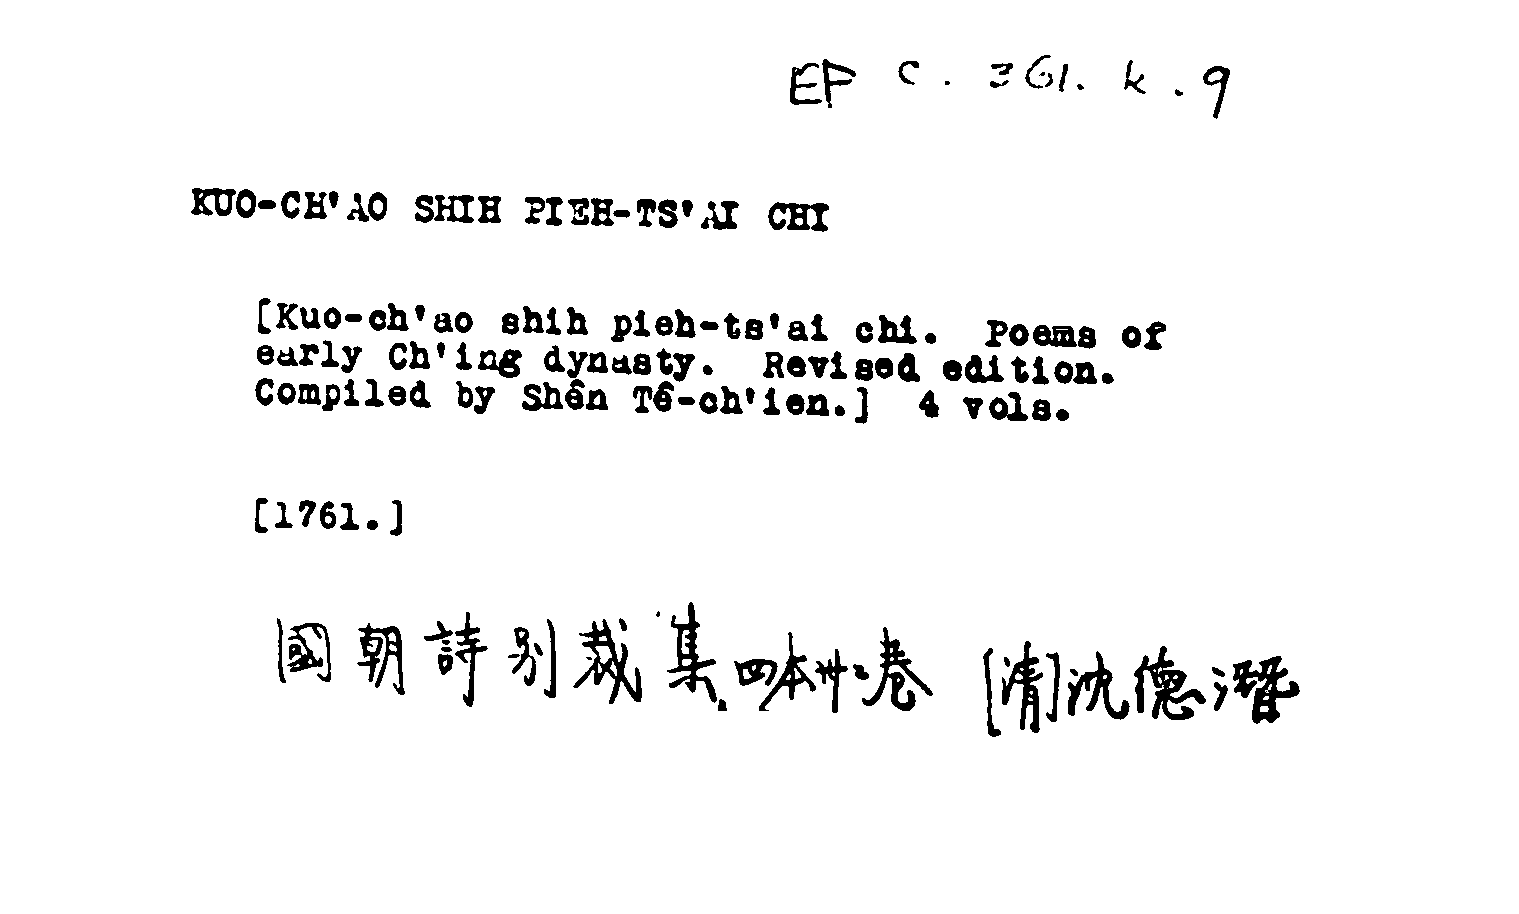 EP C. 361. k. 9
KUO-CH'AO SHIH PIEH-TS'AI CHI
[Kuo-ch'ao shih pieh-ts'ai chi. Poems of
early Ch'ing dynasty. Revised edition.
Compiled by Shên Tê-ch'ien.] 4 vols.
[1761.]
國朝詩別裁集.四本卅二卷 [清]沈德潛